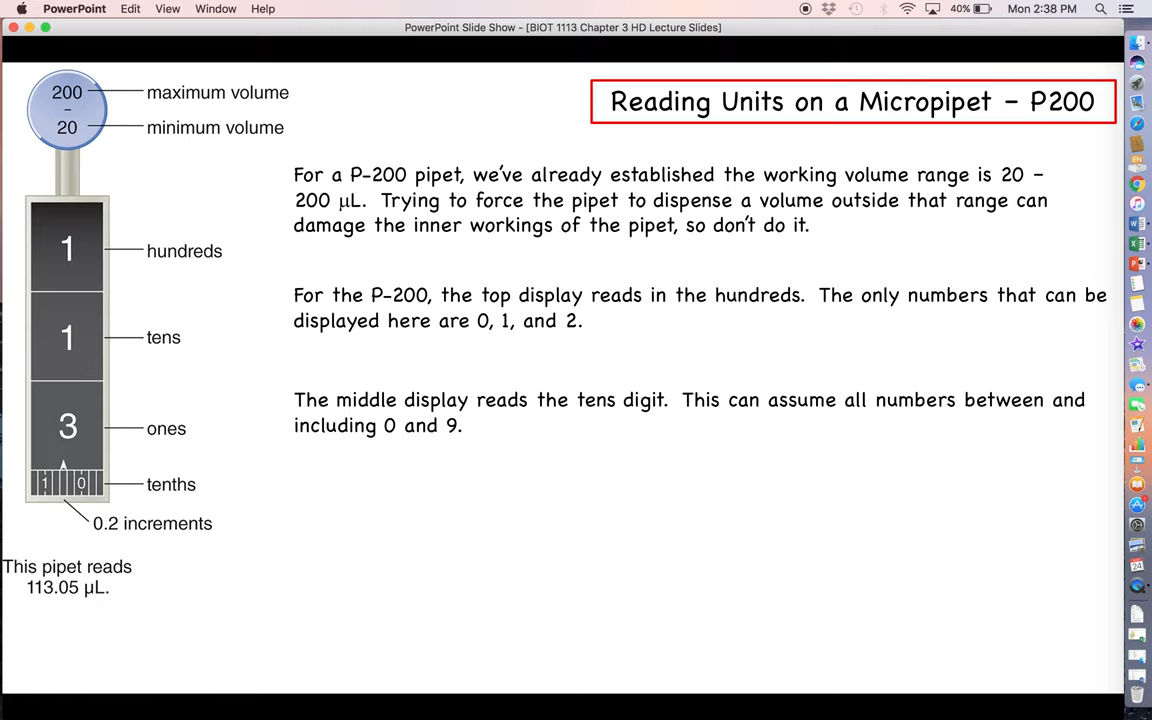 PowerPoint Edit View Window Help 40% Mon 2:38 PM
PowerPoint Slide Show - [BIOT 1113 Chapter 3 HD Lecture Slides]
Reading Units on a Micropipet – P200
200
–
20
maximum volume
minimum volume
1
hundreds
1
tens
3
ones
1 0
tenths
0.2 increments
This pipet reads
113.05 µL.
For a P-200 pipet, we've already established the working volume range is 20 –
200 µL. Trying to force the pipet to dispense a volume outside that range can
damage the inner workings of the pipet, so don't do it.
For the P-200, the top display reads in the hundreds. The only numbers that can be
displayed here are 0, 1, and 2.
The middle display reads the tens digit. This can assume all numbers between and
including 0 and 9.